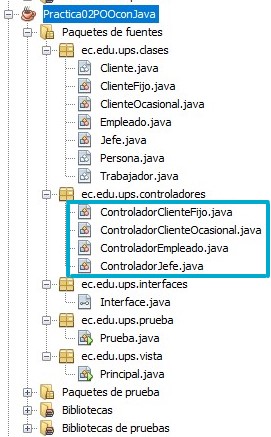 Practica02POOconJava
Paquetes de fuentes
ec.edu.ups.clases
Cliente.java
ClienteFijo.java
ClienteOcasional.java
Empleado.java
Jefe.java
Persona.java
Trabajador.java
ec.edu.ups.controladores
ControladorClienteFijo.java
ControladorClienteOcasional.java
ControladorEmpleado.java
ControladorJefe.java
ec.edu.ups.interfaces
Interface.java
ec.edu.ups.prueba
Prueba.java
ec.edu.ups.vista
Principal.java
Paquetes de prueba
Bibliotecas
Bibliotecas de pruebas